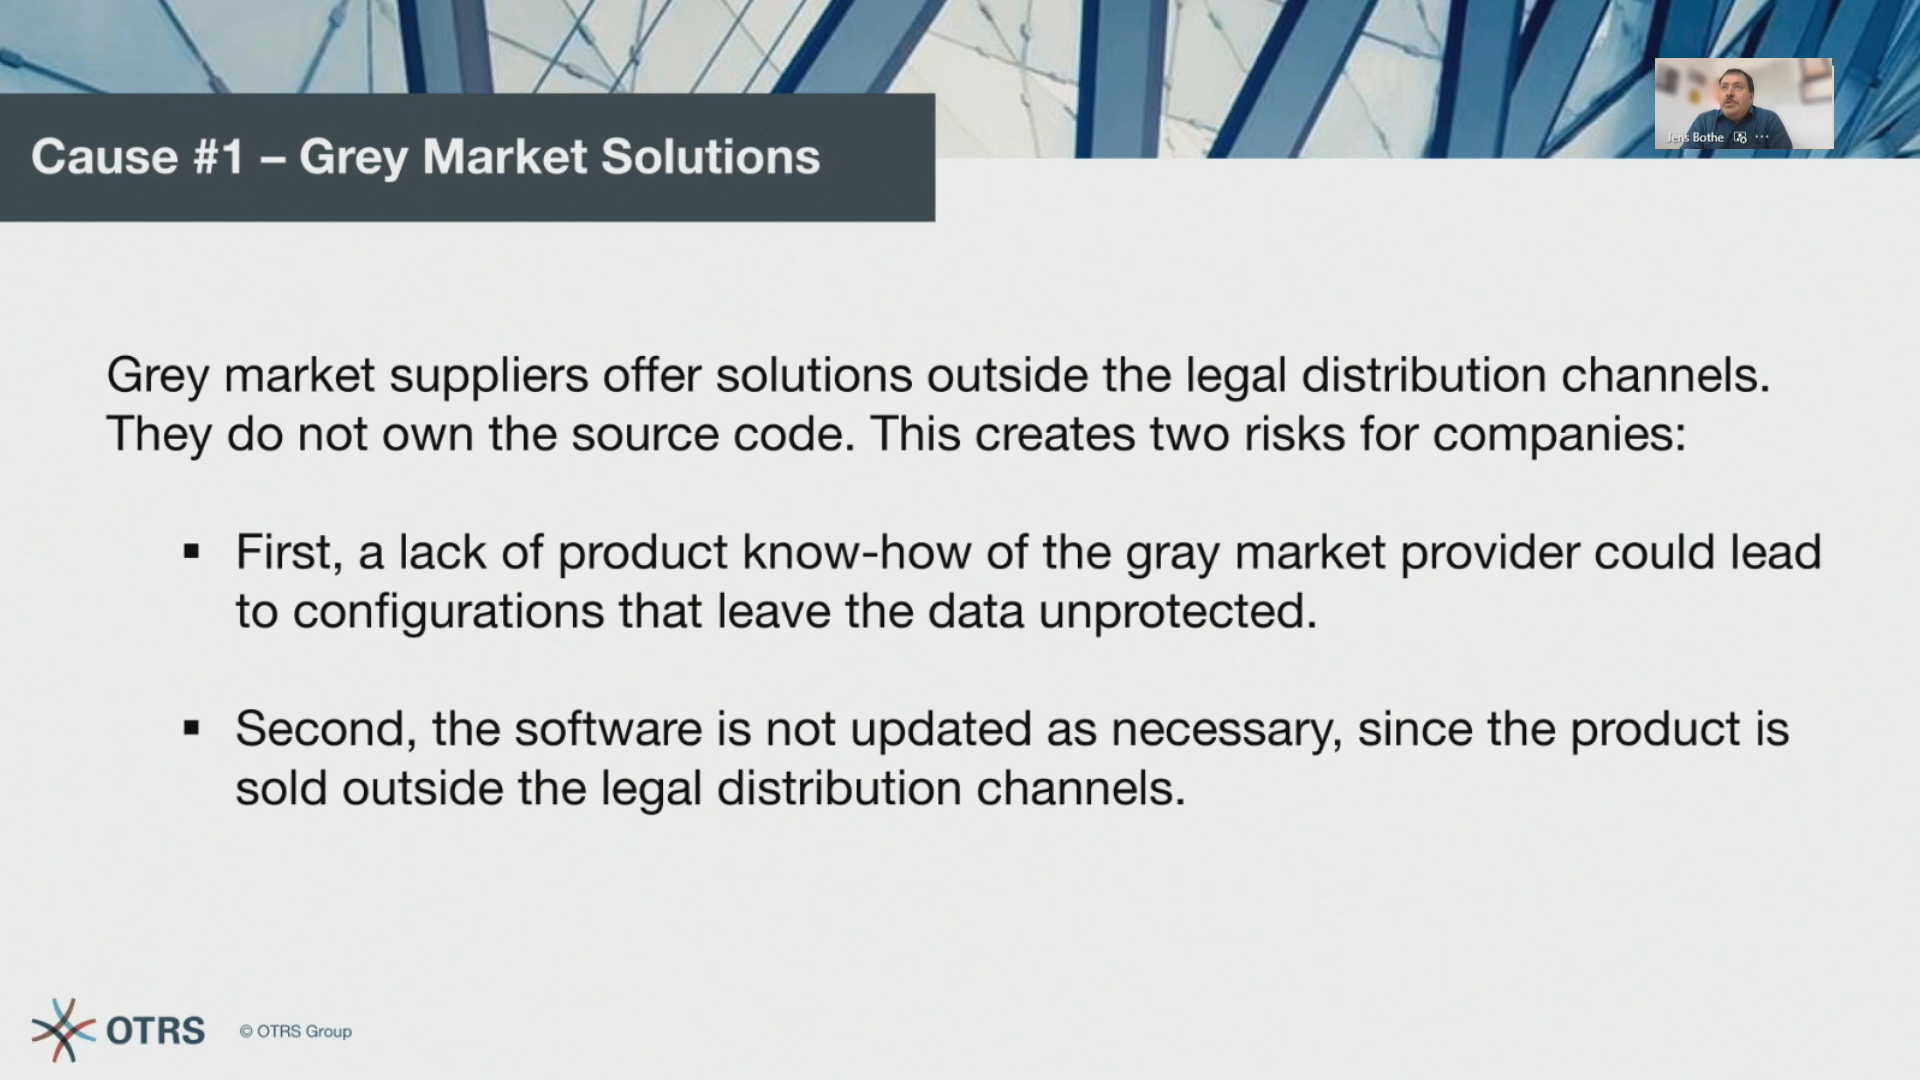 Jens Bothe
Cause #1 – Grey Market Solutions
Grey market suppliers offer solutions outside the legal distribution channels.
They do not own the source code. This creates two risks for companies:
▪ First, a lack of product know-how of the gray market provider could lead
to configurations that leave the data unprotected.
▪ Second, the software is not updated as necessary, since the product is
sold outside the legal distribution channels.
OTRS © OTRS Group